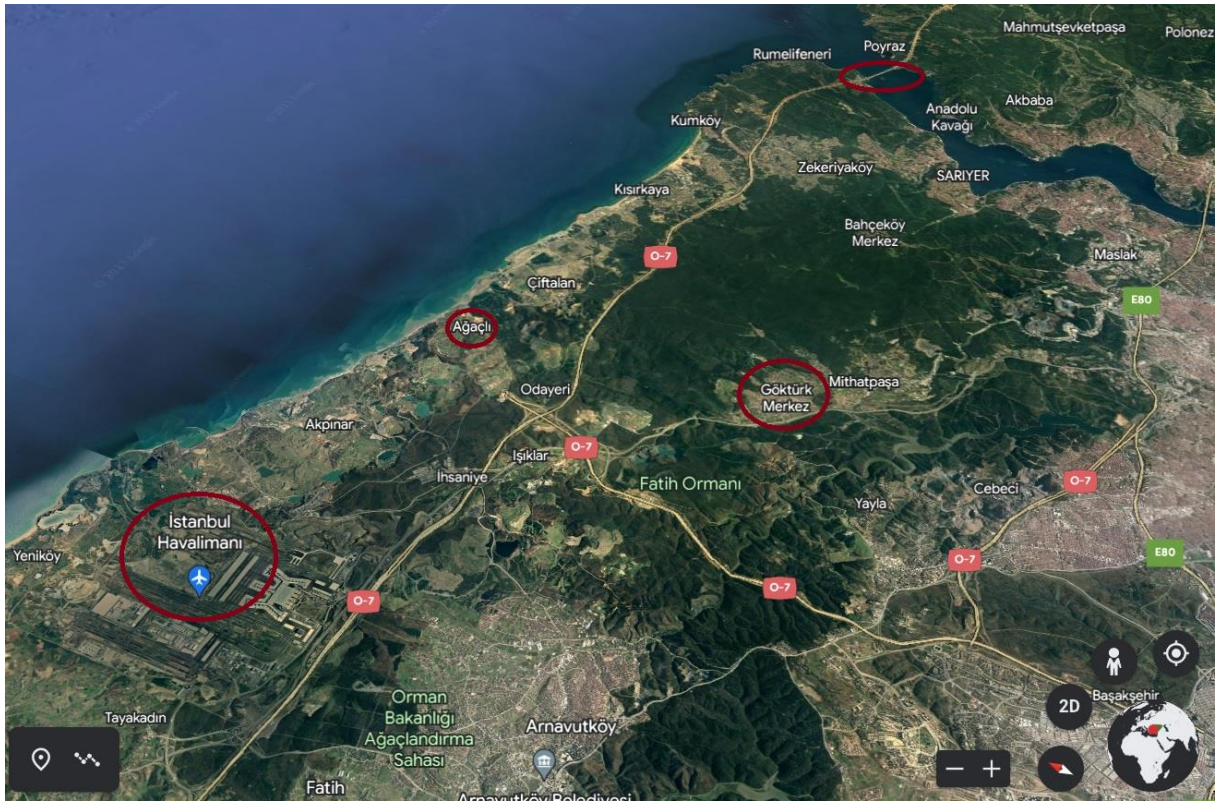 Mahmutşevketpaşa
Polonez
Poyraz
Rumelifeneri
Akbaba
Anadolu
Kavağı
Kumköy
Zekeriyaköy
SARIYER
Kısırkaya
Bahçeköy
Merkez
O-7
Maslak
Çiftalan
E80
Ağaçlı
Odayeri
Göktürk
Merkez
Mithatpaşa
Akpınar
Işıklar
O-7
İhsaniye
Fatih Ormanı
O-7
Cebeci
Yayla
İstanbul
Havalimanı
Yeniköy
O-7
E80
O-7
O-7
Orman
Bakanlığı
Ağaçlandırma
Sahası
Tayakadın
Arnavutköy
Başakşehir
2D
Fatih
Arnavutköy Belediyesi